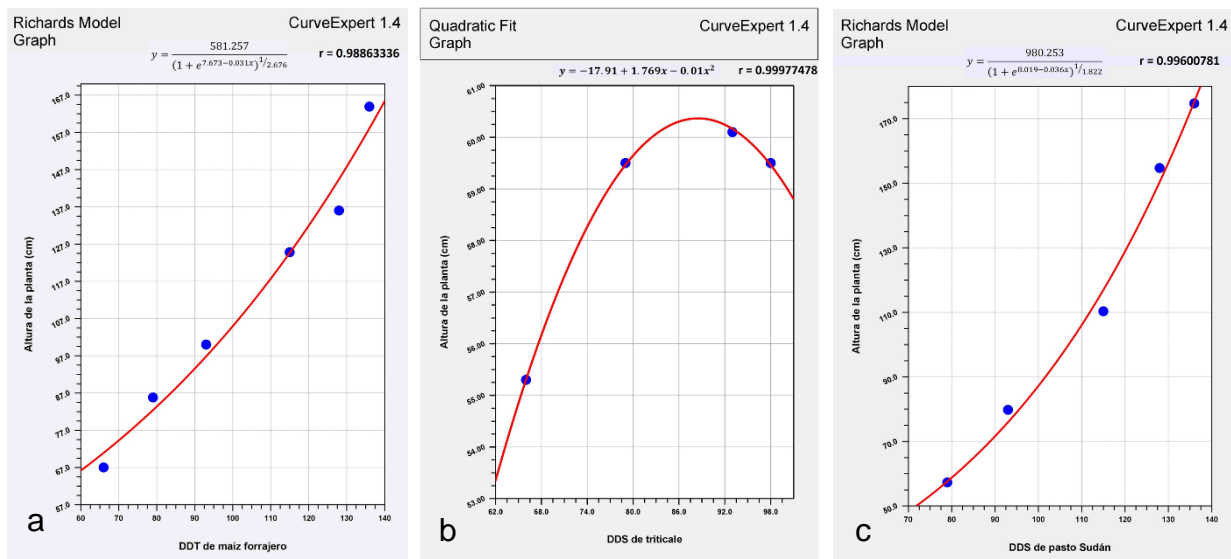 Richards Model CurveExpert 1.4
Graph
y = 581.257 / (1 + e^{7.673−0.031x})^{1/2.676}
r = 0.98863336
167.0
157.0
147.0
137.0
127.0
117.0
107.0
97.0
87.0
77.0
67.0
57.0
Altura de la planta (cm)
60 70 80 90 100 110 120 130 140
DDT de maiz forrajero
a
Quadratic Fit CurveExpert 1.4
Graph
y = −17.91 + 1.769x − 0.01x² r = 0.99977478
61.00
60.00
59.00
58.00
57.00
56.00
55.00
54.00
53.00
Altura de la planta (cm)
62.0 68.0 74.0 80.0 86.0 92.0 98.0
DDS de triticale
b
Richards Model CurveExpert 1.4
Graph
y = 980.253 / (1 + e^{8.019−0.036x})^{1/1.822}
r = 0.99600781
170.0
150.0
130.0
110.0
90.0
70.0
50.0
Altura de la planta (cm)
70 80 90 100 110 120 130 140
DDS de pasto Sudán
c